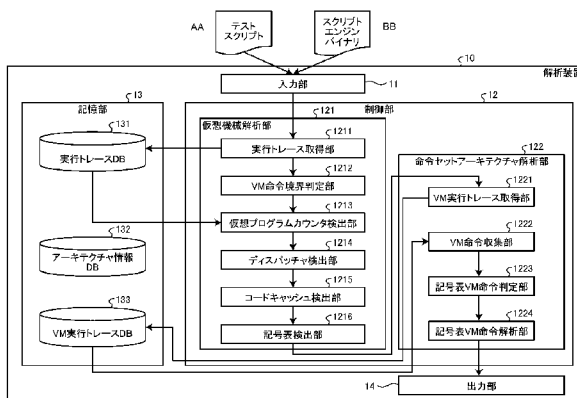 AA
テスト
スクリプト
スクリプト
エンジン
バイナリ
BB
10
解析装置
入力部
11
13
記憶部
12
制御部
131
実行トレースDB
132
アーキテクチャ情報
DB
133
VM実行トレースDB
121
仮想機械解析部
1211
実行トレース取得部
1212
VM命令境界判定部
1213
仮想プログラムカウンタ検出部
1214
ディスパッチャ検出部
1215
コードキャッシュ検出部
1216
記号表検出部
122
命令セットアーキテクチャ解析部
1221
VM実行トレース取得部
1222
VM命令収集部
1223
記号表VM命令判定部
1224
記号表VM命令解析部
14
出力部